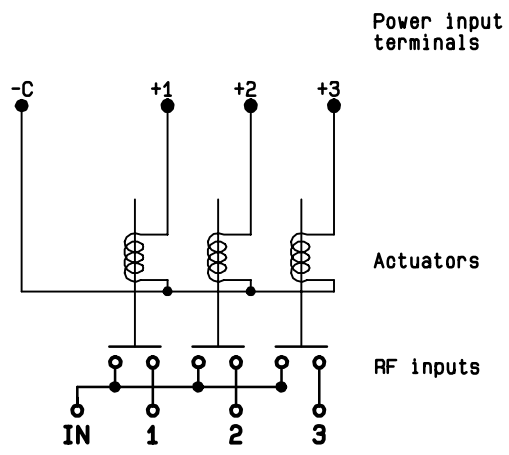 Power input
terminals
-C +1 +2 +3
Actuators
RF inputs
IN 1 2 3